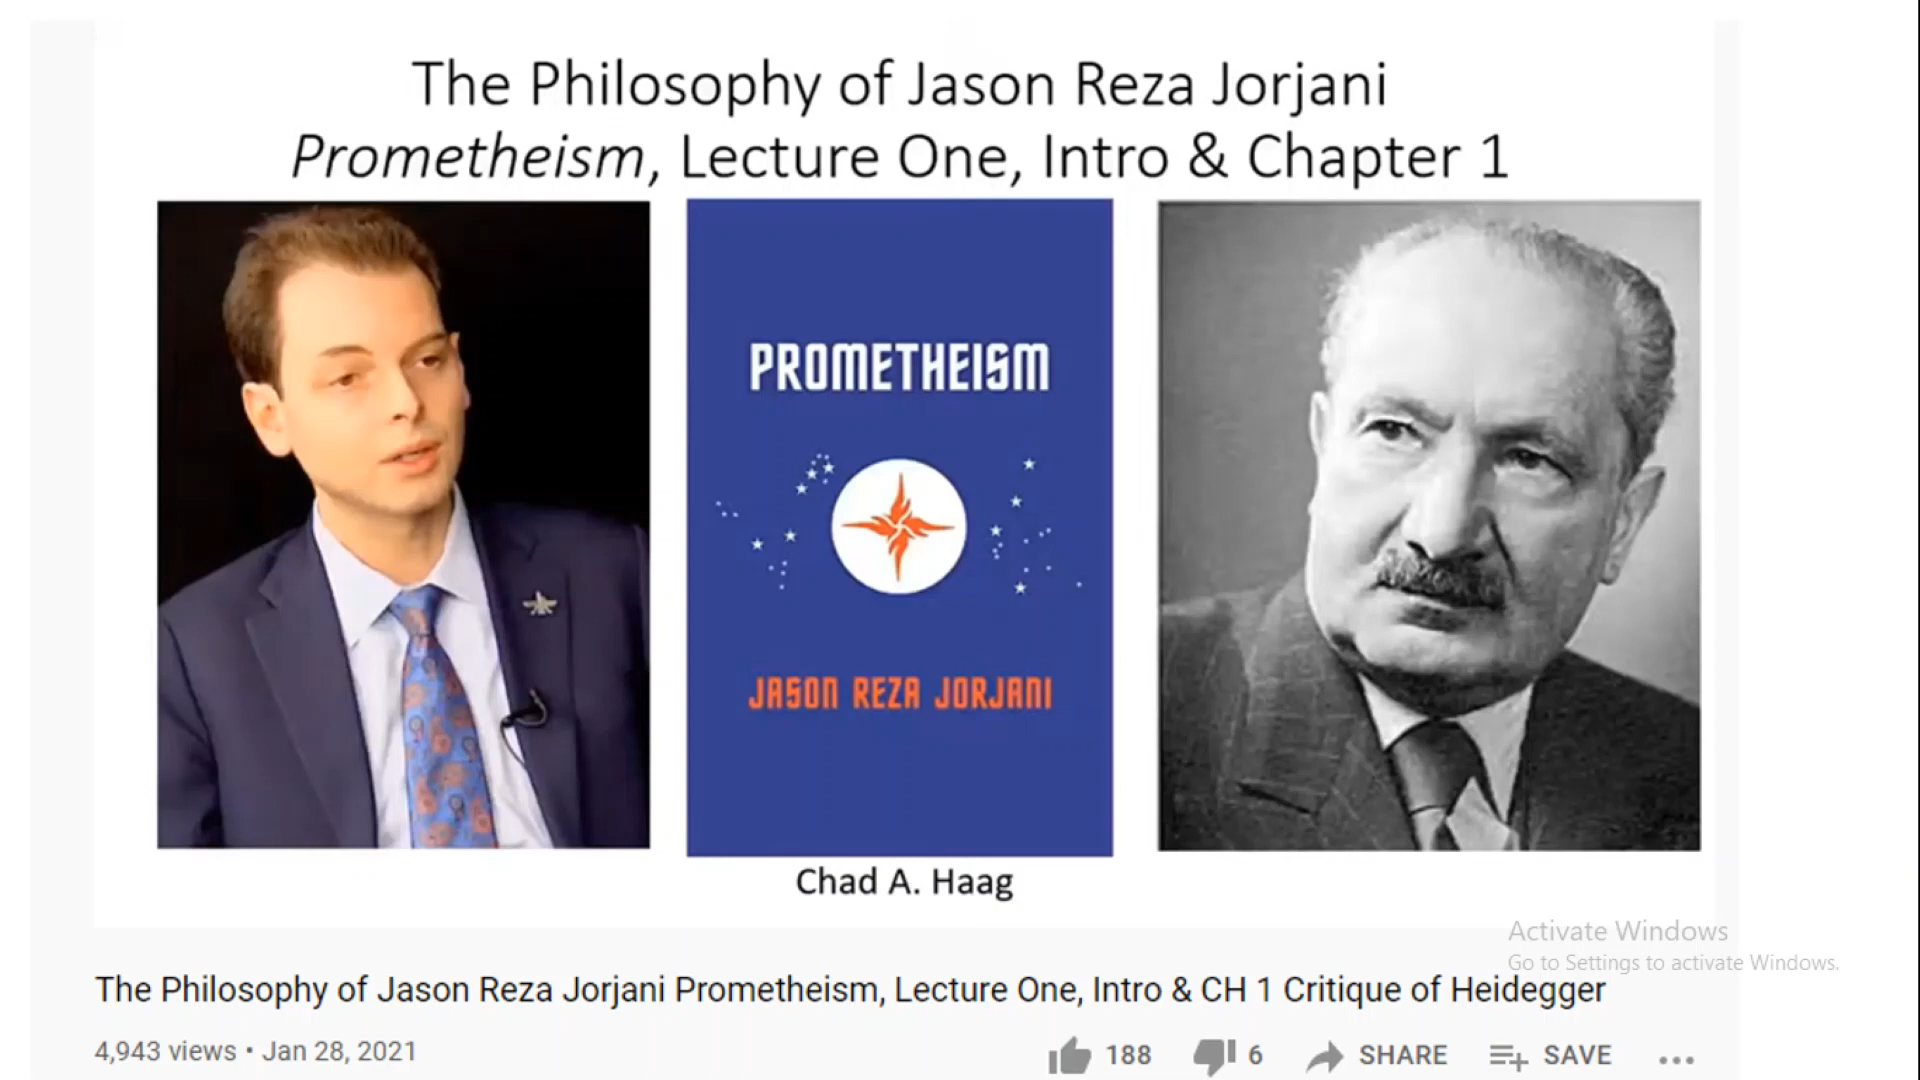 The Philosophy of Jason Reza Jorjani
Prometheism, Lecture One, Intro & Chapter 1
PROMETHEISM
JASON REZA JORJANI
Chad A. Haag
Activate Windows
Go to Settings to activate Windows.
The Philosophy of Jason Reza Jorjani Prometheism, Lecture One, Intro & CH 1 Critique of Heidegger
4,943 views • Jan 28, 2021
188
6
SHARE
SAVE